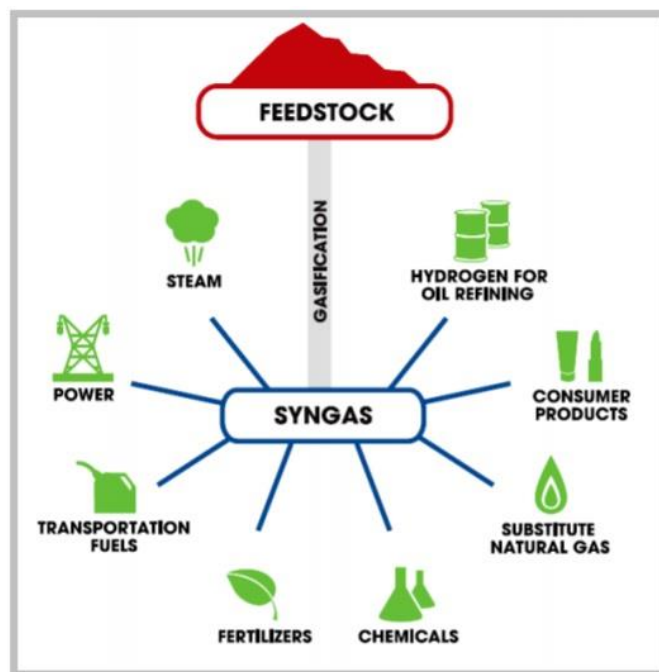 FEEDSTOCK
GASIFICATION
STEAM
HYDROGEN FOR
OIL REFINING
POWER
SYNGAS
CONSUMER
PRODUCTS
TRANSPORTATION
FUELS
SUBSTITUTE
NATURAL GAS
FERTILIZERS
CHEMICALS